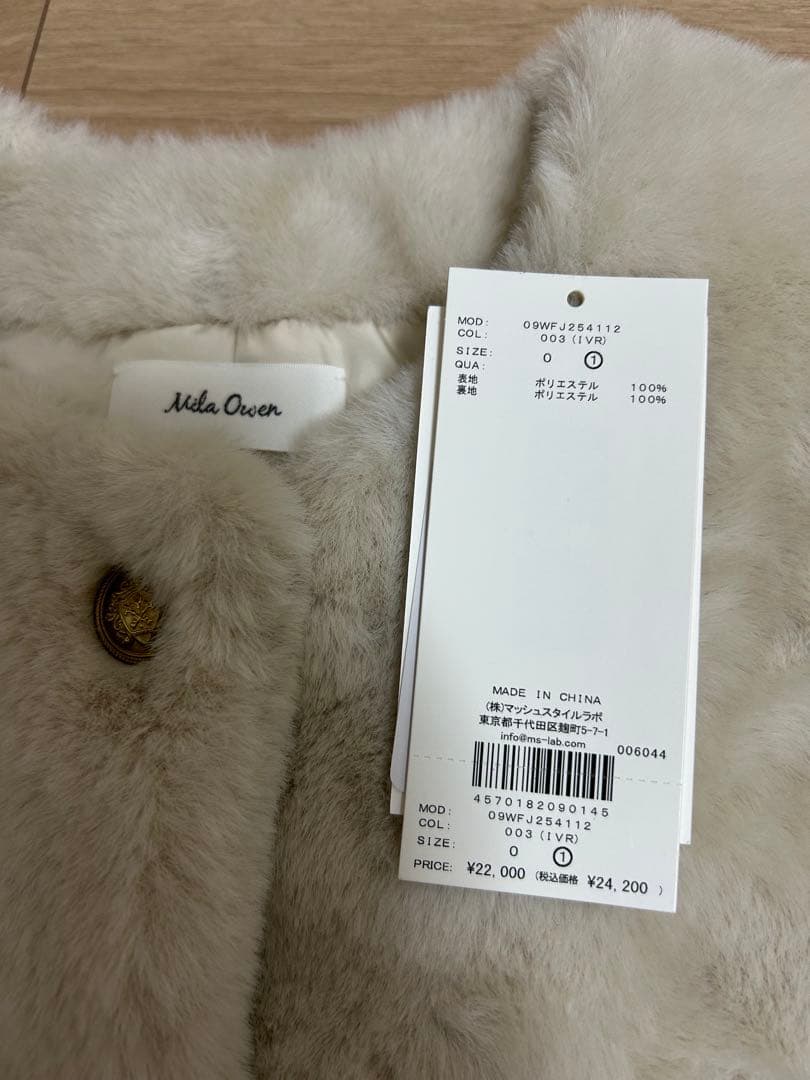 Mila Owen
MOD: 09WFJ254112
COL: 003 (IVR)
SIZE: 0 ①
QUA:
表地 ポリエステル 100%
裏地 ポリエステル 100%
MADE IN CHINA
(株)マッシュスタイルラボ
東京都千代田区麹町5-7-1
info@ms-lab.com
006044
4570182090145
MOD: 09WFJ254112
COL: 003 (IVR)
SIZE: 0 ①
PRICE: ¥22,000 (税込価格 ¥24,200 )